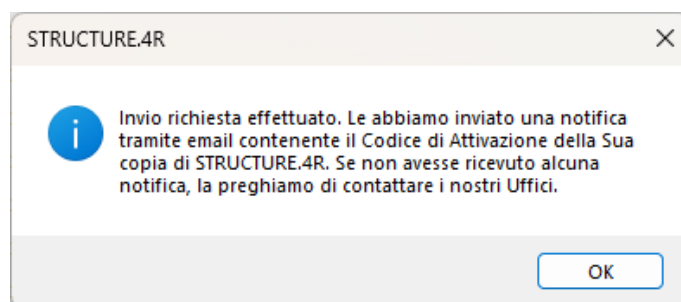 STRUCTURE.4R
Invio richiesta effettuato. Le abbiamo inviato una notifica
tramite email contenente il Codice di Attivazione della Sua
copia di STRUCTURE.4R. Se non avesse ricevuto alcuna
notifica, la preghiamo di contattare i nostri Uffici.
OK